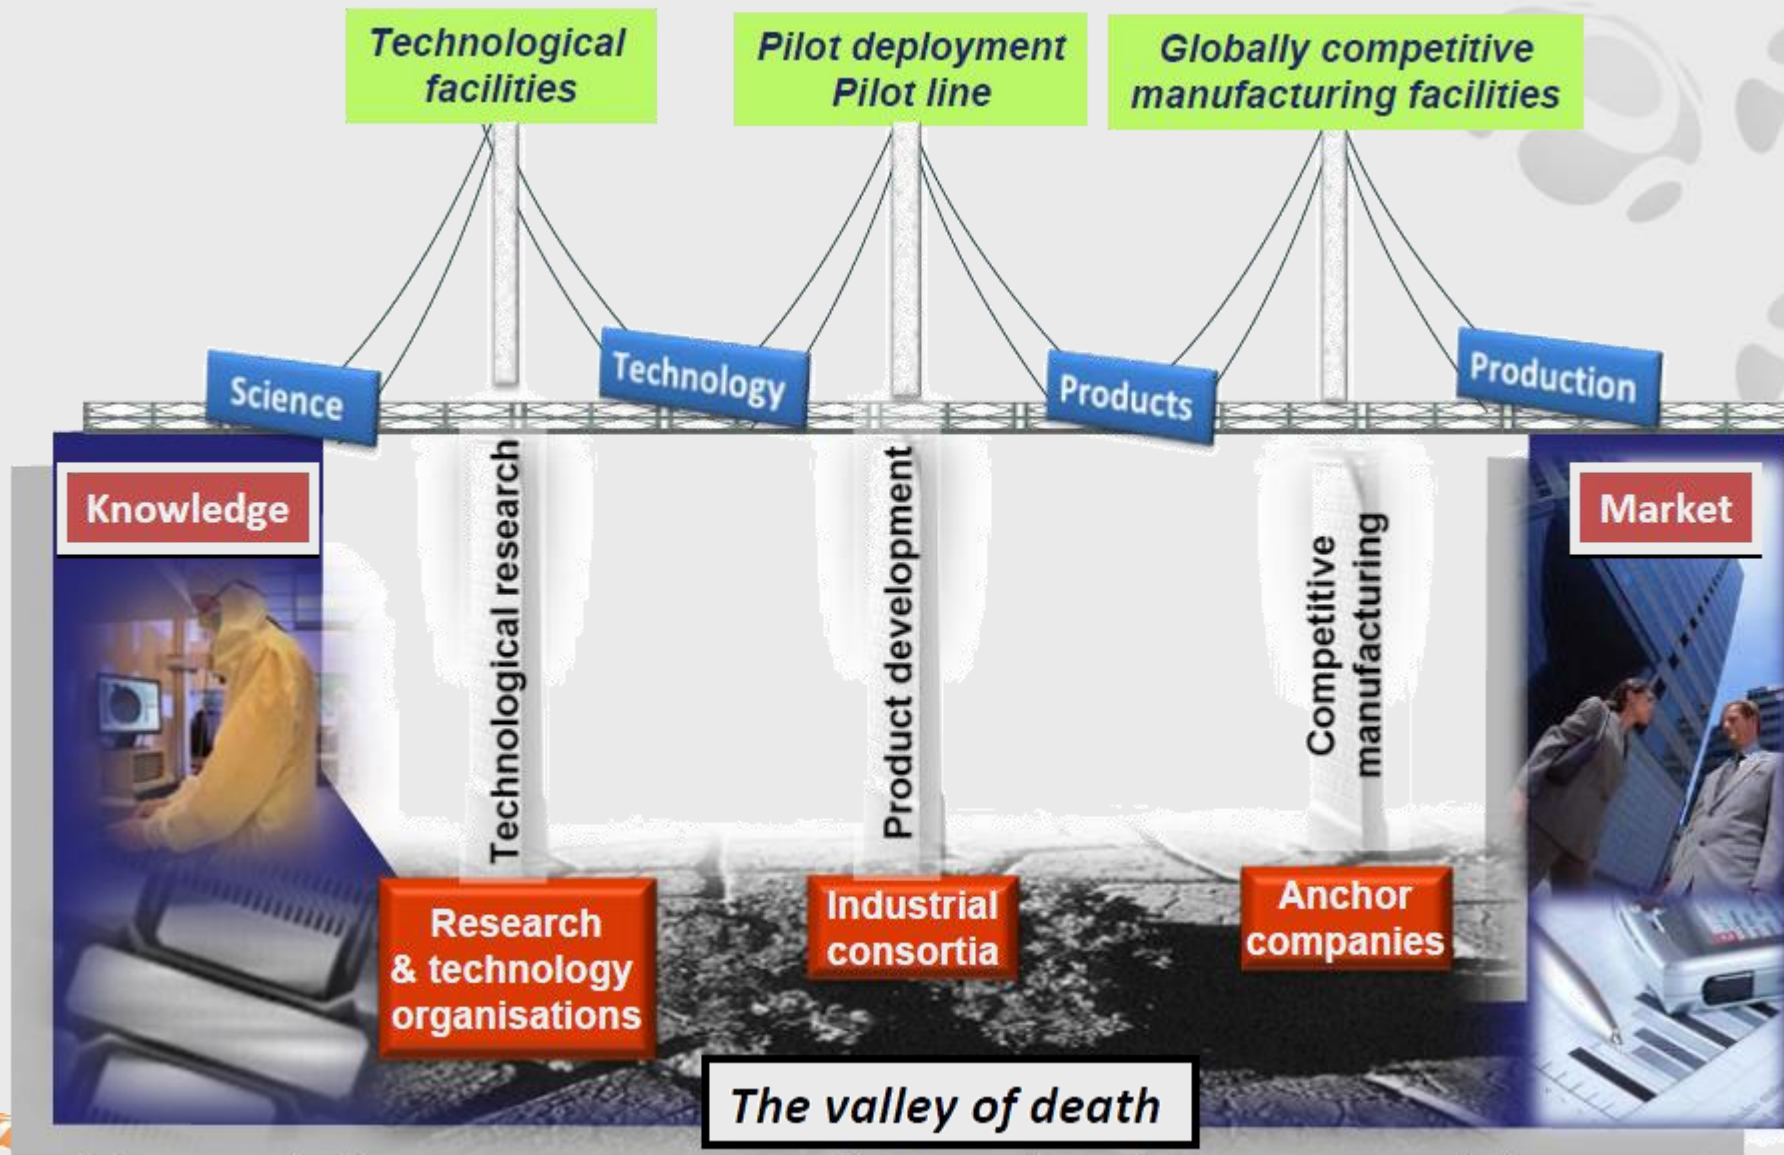 Technological
facilities
Pilot deployment
Pilot line
Globally competitive
manufacturing facilities
Science
Technology
Products
Production
Knowledge
Technological research
Product development
Competitive
manufacturing
Market
Research
& technology
organisations
Industrial
consortia
Anchor
companies
The valley of death